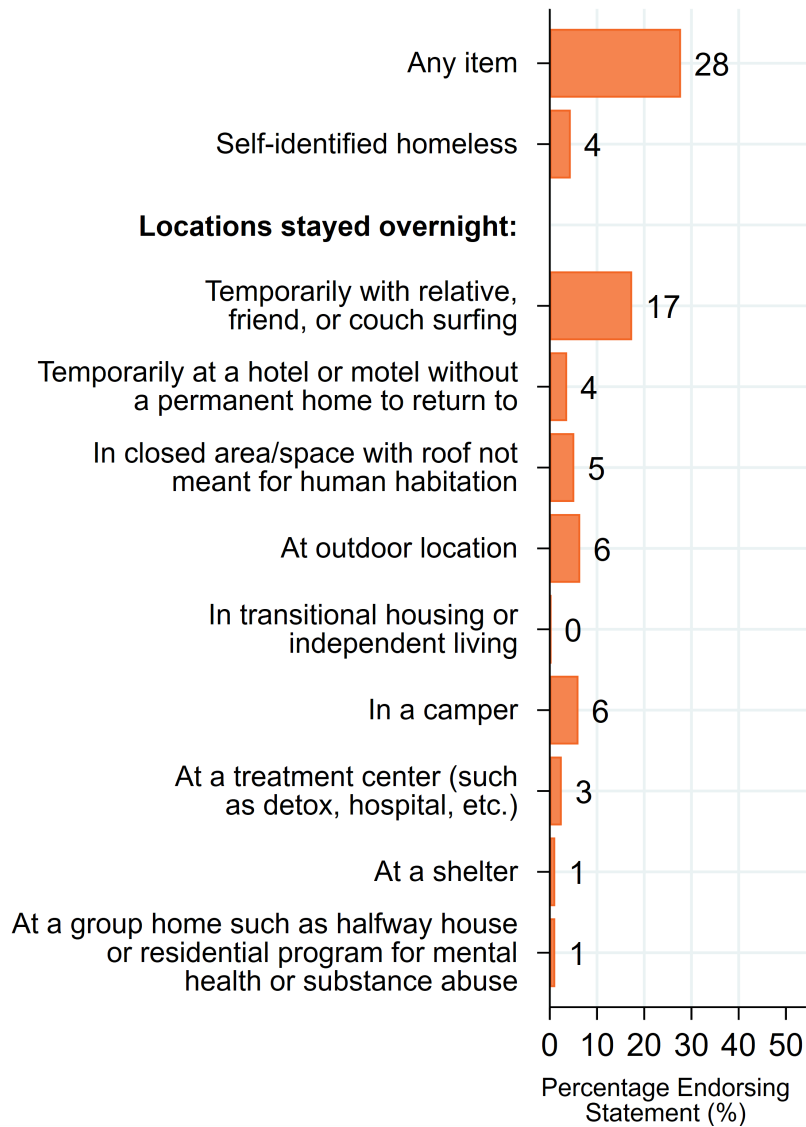 Any item
28
Self-identified homeless
4
Locations stayed overnight:
Temporarily with relative,
friend, or couch surfing
17
Temporarily at a hotel or motel without
a permanent home to return to
4
In closed area/space with roof not
meant for human habitation
5
At outdoor location
6
In transitional housing or
independent living
0
In a camper
6
At a treatment center (such
as detox, hospital, etc.)
3
At a shelter
1
At a group home such as halfway house
or residential program for mental
health or substance abuse
1
0 10 20 30 40 50
Percentage Endorsing
Statement (%)